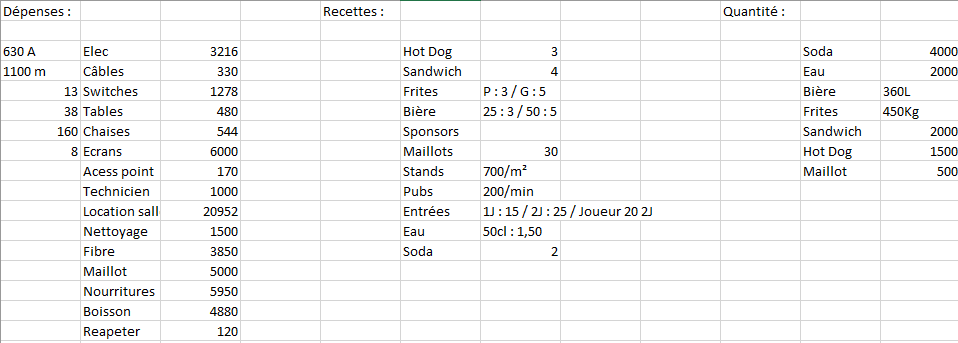 Dépenses : Recettes : Quantité :
630 A Elec 3216 Hot Dog 3 Soda 4000
1100 m Câbles 330 Sandwich 4 Eau 2000
13 Switches 1278 Frites P : 3 / G : 5 Bière 360L
38 Tables 480 Bière 25 : 3 / 50 : 5 Frites 450Kg
160 Chaises 544 Sponsors Sandwich 2000
8 Ecrans 6000 Maillots 30 Hot Dog 1500
Acess point 170 Stands 700/m² Maillot 500
Technicien 1000 Pubs 200/min
Location sall 20952 Entrées 1J : 15 / 2J : 25 / Joueur 20 2J
Nettoyage 1500 Eau 50cl : 1,50
Fibre 3850 Soda 2
Maillot 5000
Nourritures 5950
Boisson 4880
Reapeter 120